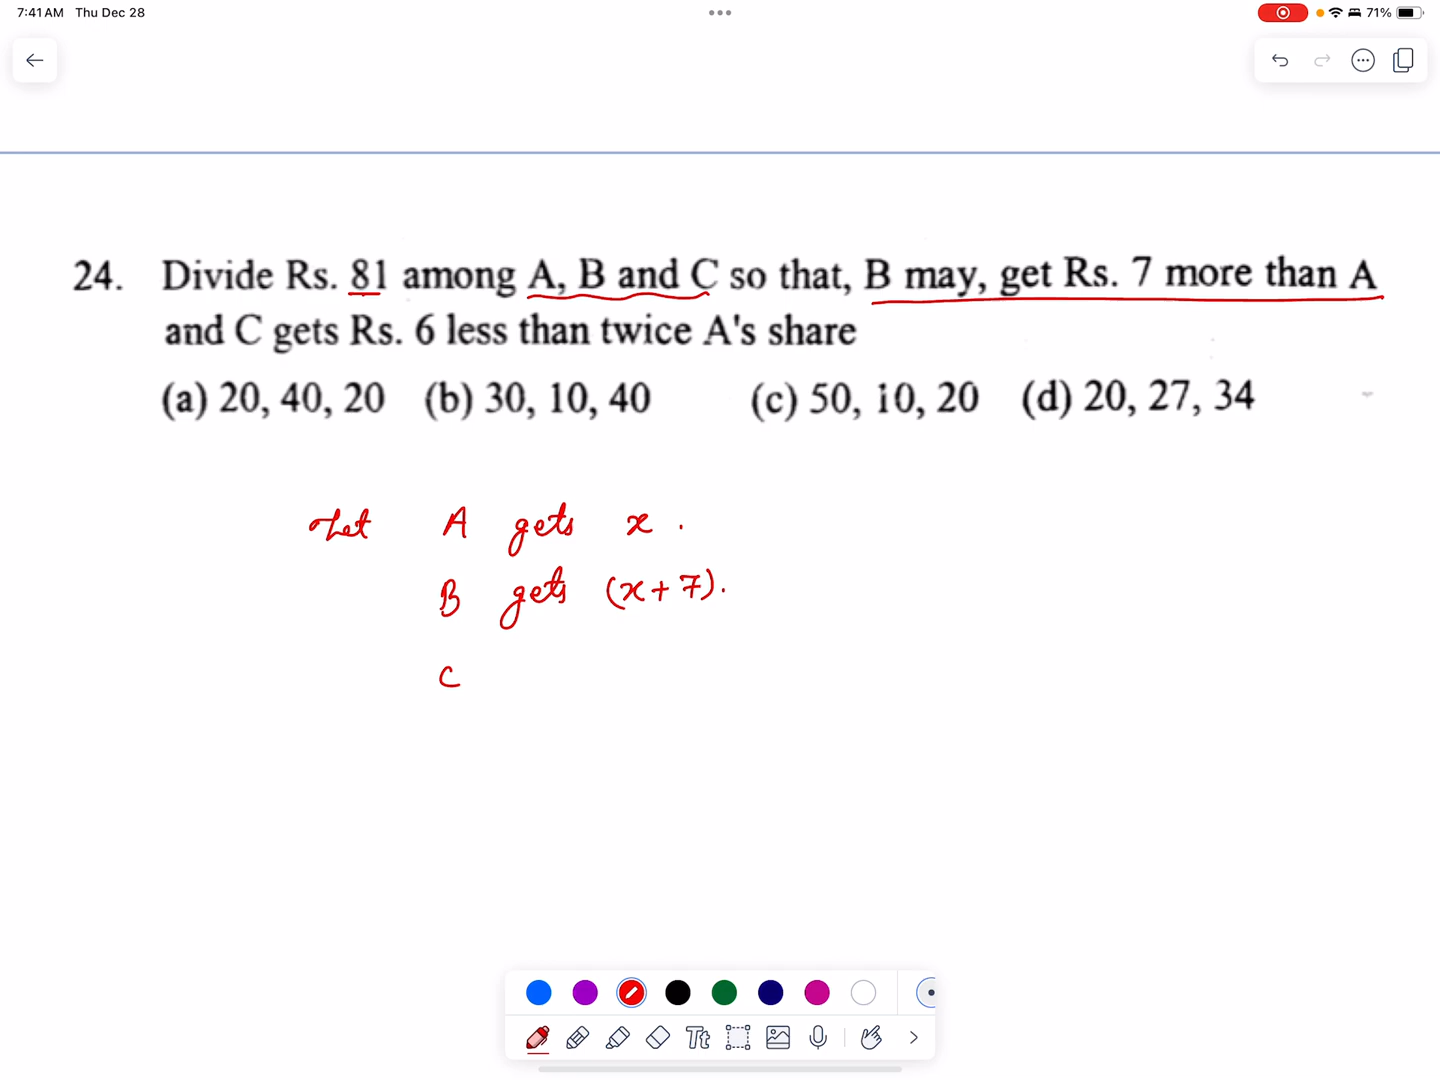 7:41 AM Thu Dec 28
71%
24. Divide Rs. 81 among A, B and C so that, B may, get Rs. 7 more than A
and C gets Rs. 6 less than twice A's share
(a) 20, 40, 20 (b) 30, 10, 40 (c) 50, 10, 20 (d) 20, 27, 34
Let A gets x .
B gets (x+7).
C
Tt